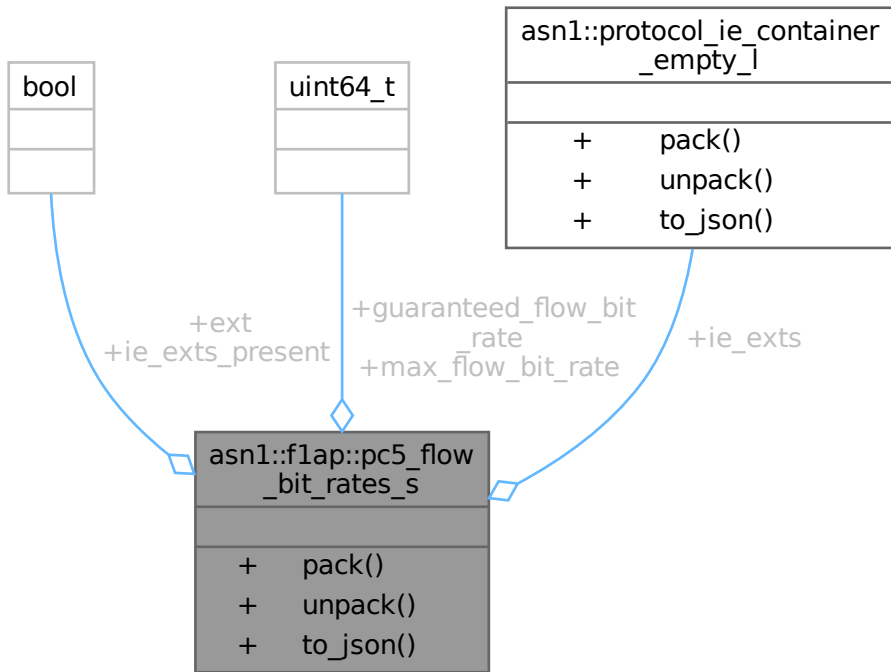 asn1::protocol_ie_container
_empty_l
+ pack()
+ unpack()
+ to_json()
bool
uint64_t
+ext
+ie_exts_present
+guaranteed_flow_bit
_rate
+max_flow_bit_rate
+ie_exts
asn1::f1ap::pc5_flow
_bit_rates_s
+ pack()
+ unpack()
+ to_json()